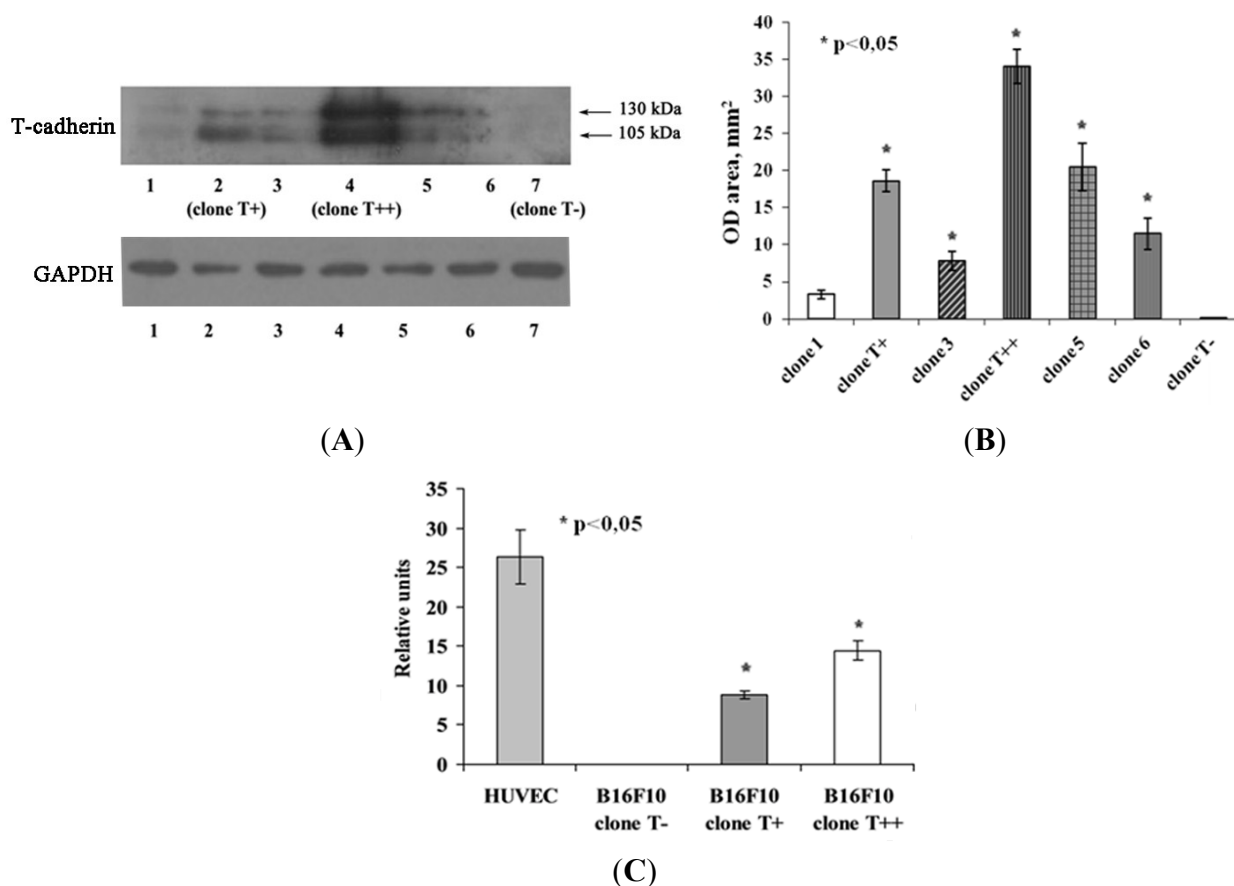 T-cadherin
130 kDa
105 kDa
1 2 3 4 5 6 7
(clone T+) (clone T++) (clone T-)
GAPDH
1 2 3 4 5 6 7
(A)
* p<0,05
OD area, mm²
40
35
30
25
20
15
10
5
0
* * * * *
clone 1
clone T+
clone 3
clone T++
clone 5
clone 6
clone T-
(B)
* p<0,05
Relative units
35
30
25
20
15
10
5
0
* *
HUVEC B16F10 B16F10 B16F10
clone T- clone T+ clone T++
(C)